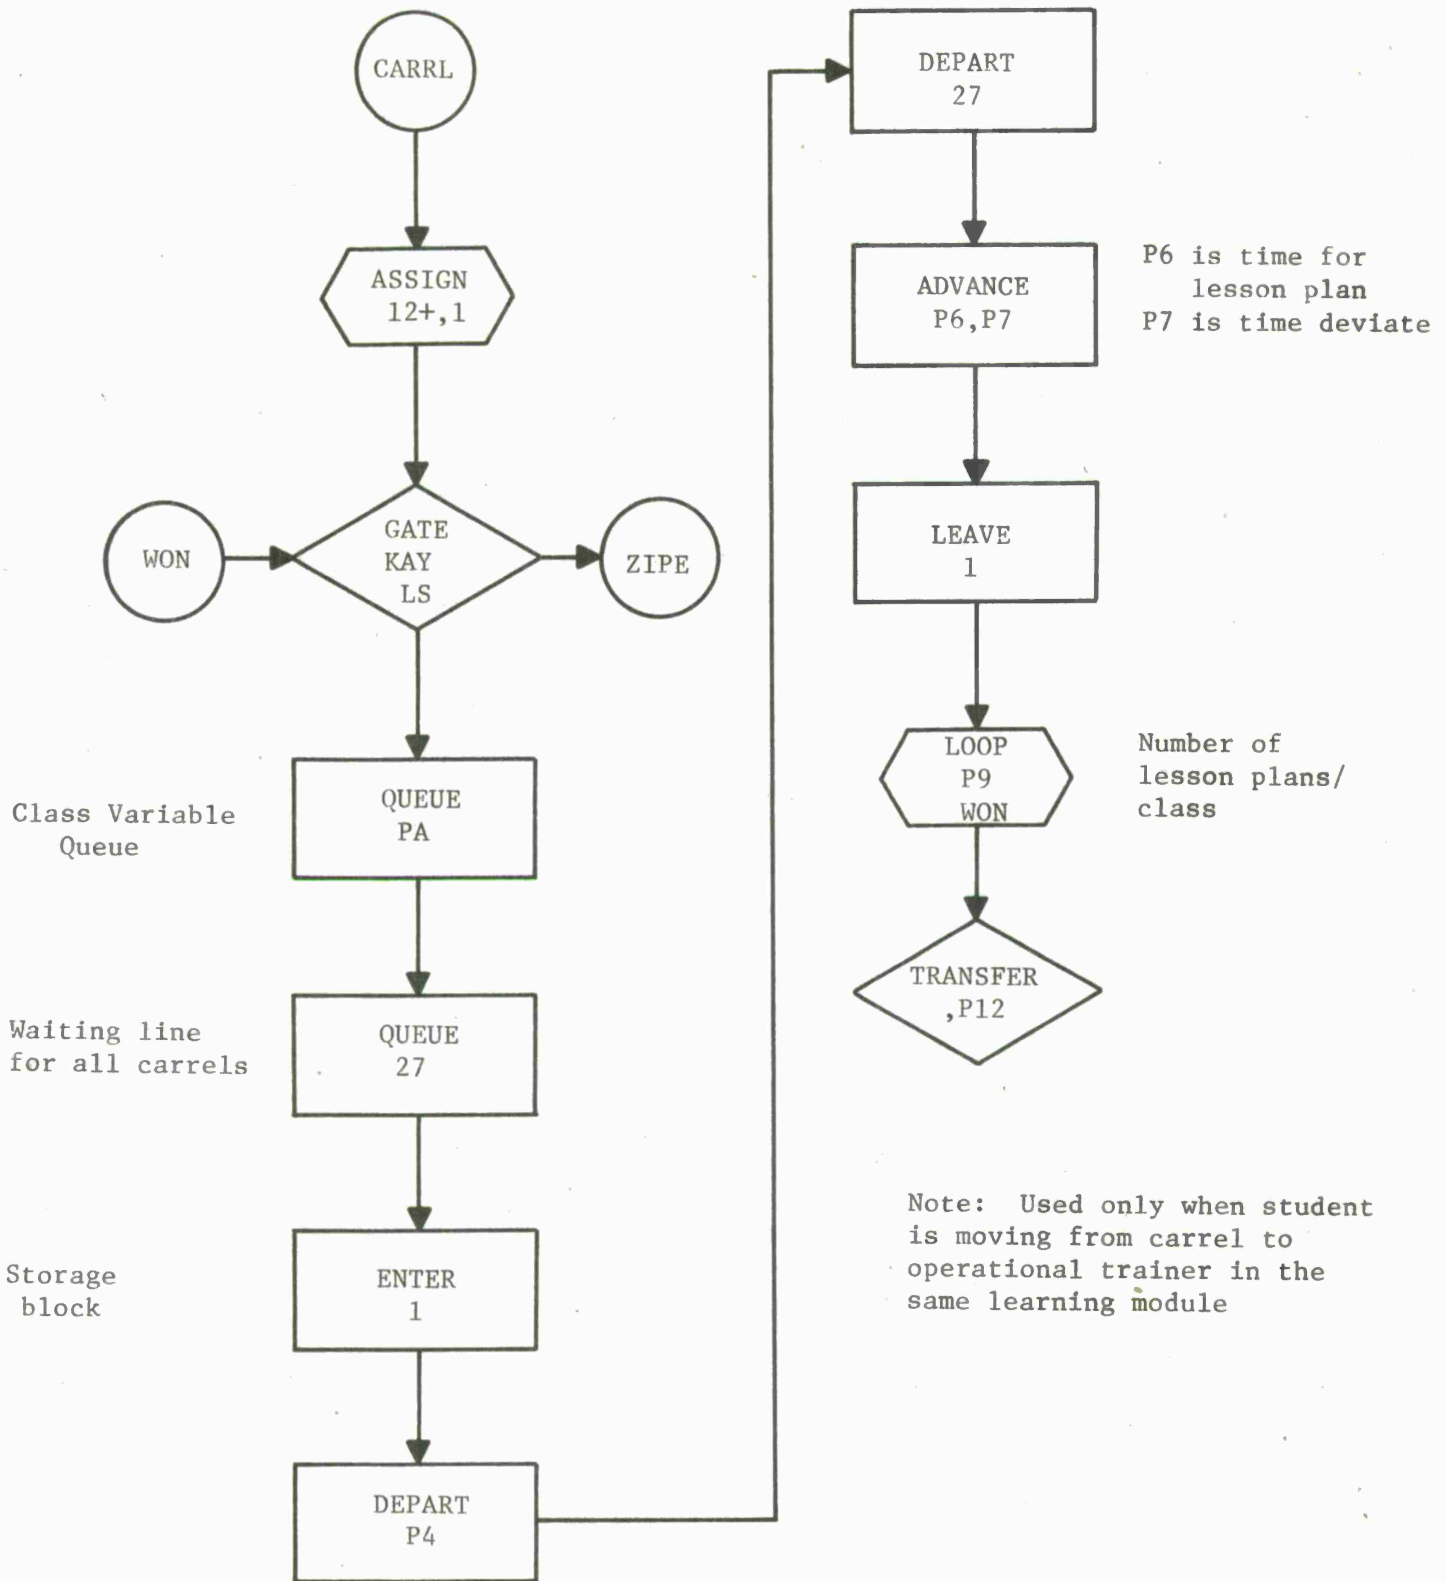 CARRL
ASSIGN
12+,1
WON
GATE
KAY
LS
ZIPE
Class Variable
Queue
QUEUE
PA
Waiting line
for all carrels
QUEUE
27
Storage
block
ENTER
1
DEPART
P4
DEPART
27
ADVANCE
P6,P7
P6 is time for
lesson plan
P7 is time deviate
LEAVE
1
LOOP
P9
WON
Number of
lesson plans/
class
TRANSFER
,P12
Note: Used only when student
is moving from carrel to
operational trainer in the
same learning module